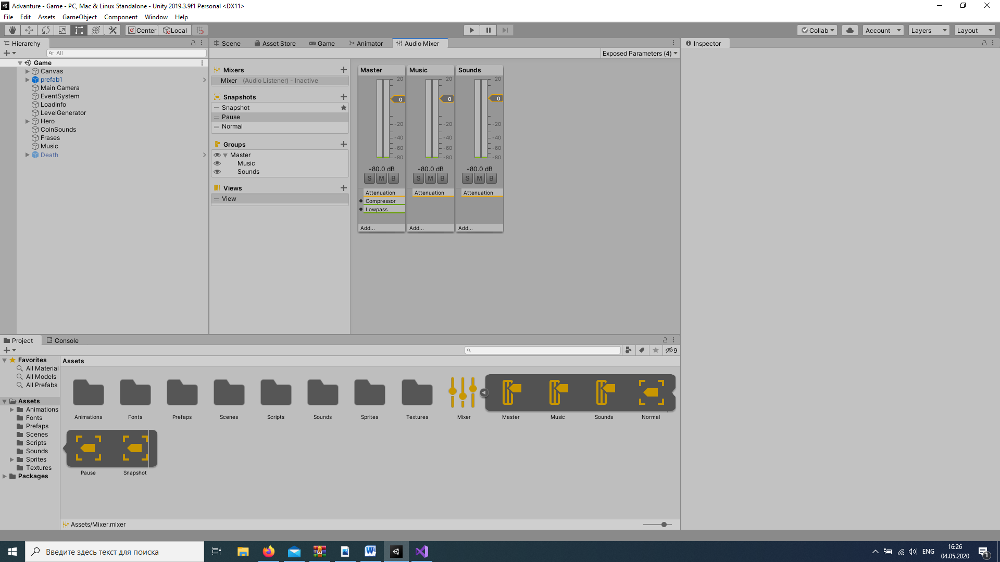 Advanture - Game - PC, Mac & Linux Standalone - Unity 2019.3.9f1 Personal <DX11>
File Edit Assets GameObject Component Window Help
Center Local Collab Account Layers Layout
Hierarchy
All
Game
Canvas
prefab1
Main Camera
EventSystem
LoadInfo
LevelGenerator
Hero
CoinSounds
Frases
Music
Death
Scene Asset Store Game Animator Audio Mixer
Exposed Parameters (4)
Mixers
Mixer (Audio Listener) - Inactive
Snapshots
Snapshot
Pause
Normal
Groups
Master
Music
Sounds
Views
View
Master Music Sounds
20 20 20
0 0 0
-20 -20 -20
-40 -40 -40
-60 -60 -60
-80 -80 -80
-80.0 dB -80.0 dB -80.0 dB
S M B S M B S M B
Attenuation Attenuation Attenuation
Compressor
Lowpass
Add... Add... Add...
Inspector
Project Console
9
Favorites
All Material
All Models
All Prefabs
Assets
Animations
Fonts
Prefaps
Scenes
Scripts
Sounds
Sprites
Textures
Packages
Assets
Animations Fonts Prefaps Scenes Scripts Sounds Sprites Textures Mixer Master Music Sounds Normal
Pause Snapshot
Assets/Mixer.mixer
Введите здесь текст для поиска
ENG
16:26
04.05.2020
1